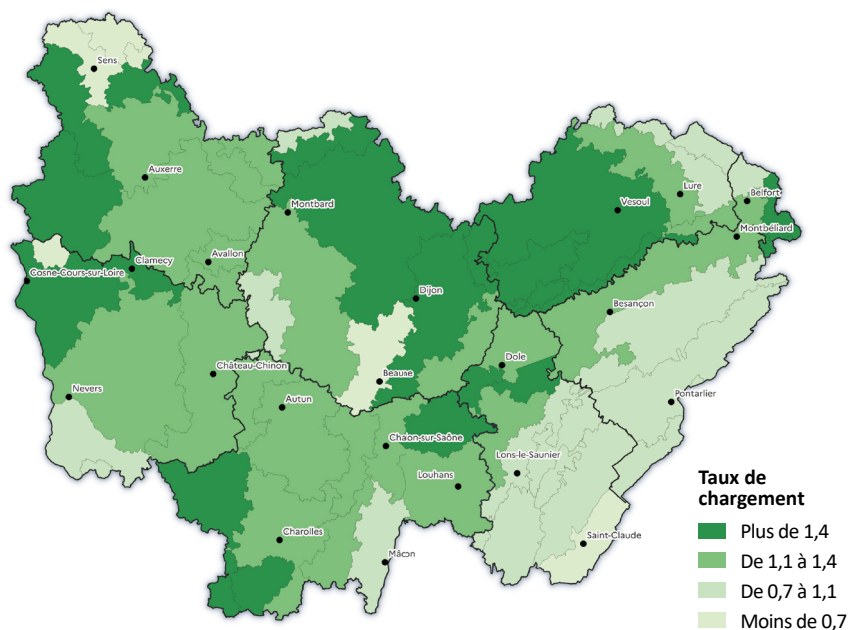 Sens
Auxerre
Montbard
Vesoul
Lure
Belfort
Montbéliard
Clamecy
Avallon
Cosne-Cours-sur-Loire
Dijon
Besançon
Château-Chinon
Dole
Beaune
Nevers
Autun
Pontarlier
Chalon-sur-Saône
Lons-le-Saunier
Louhans
Charolles
Saint-Claude
Mâcon
Taux de
chargement
Plus de 1,4
De 1,1 à 1,4
De 0,7 à 1,1
Moins de 0,7